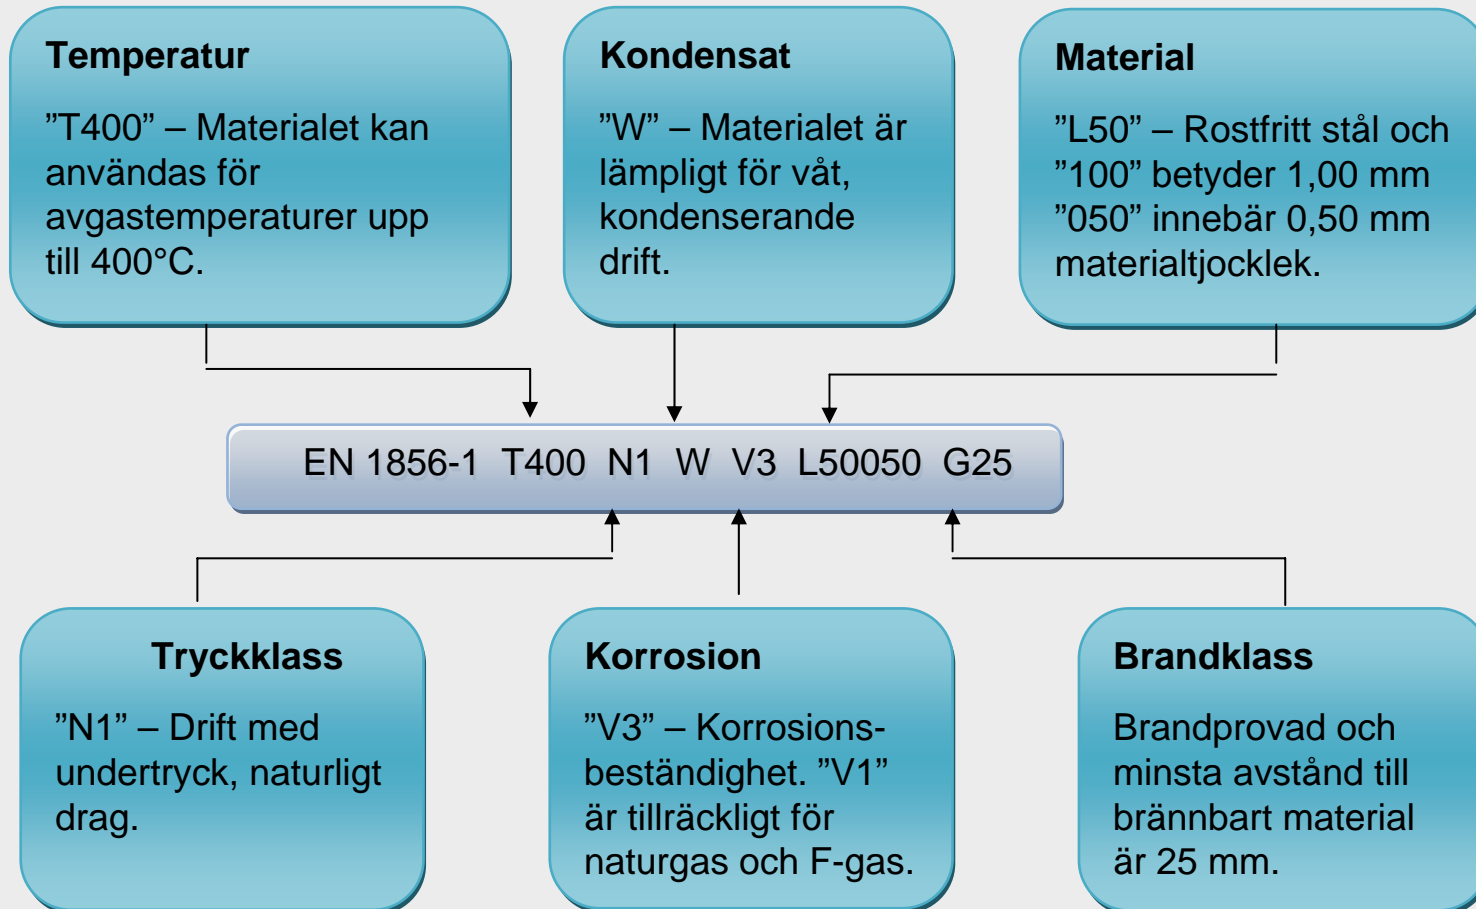 Temperatur
”T400” – Materialet kan
användas för
avgastemperaturer upp
till 400°C.
Kondensat
”W” – Materialet är
lämpligt för våt,
kondenserande
drift.
Material
”L50” – Rostfritt stål och
”100” betyder 1,00 mm
”050” innebär 0,50 mm
materialtjocklek.
EN 1856-1 T400 N1 W V3 L50050 G25
Tryckklass
”N1” – Drift med
undertryck, naturligt
drag.
Korrosion
”V3” – Korrosions-
beständighet. ”V1”
är tillräckligt för
naturgas och F-gas.
Brandklass
Brandprovad och
minsta avstånd till
brännbart material
är 25 mm.